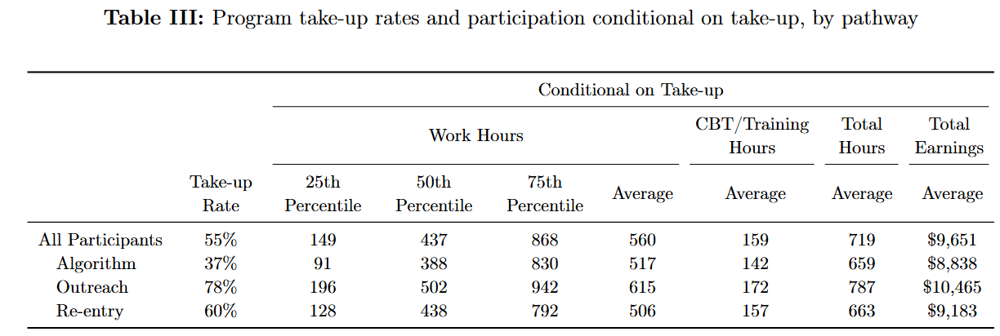 Table III: Program take-up rates and participation conditional on take-up, by pathway
Conditional on Take-up
Work Hours CBT/Training Hours Total Hours Total Earnings
Take-up Rate 25th Percentile 50th Percentile 75th Percentile Average Average Average Average
All Participants 55% 149 437 868 560 159 719 $9,651
Algorithm 37% 91 388 830 517 142 659 $8,838
Outreach 78% 196 502 942 615 172 787 $10,465
Re-entry 60% 128 438 792 506 157 663 $9,183